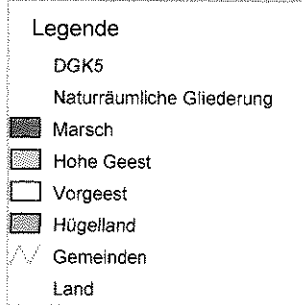 Legende
DGK5
Naturräumliche Gliederung
Marsch
Hohe Geest
Vorgeest
Hügelland
Gemeinden
Land